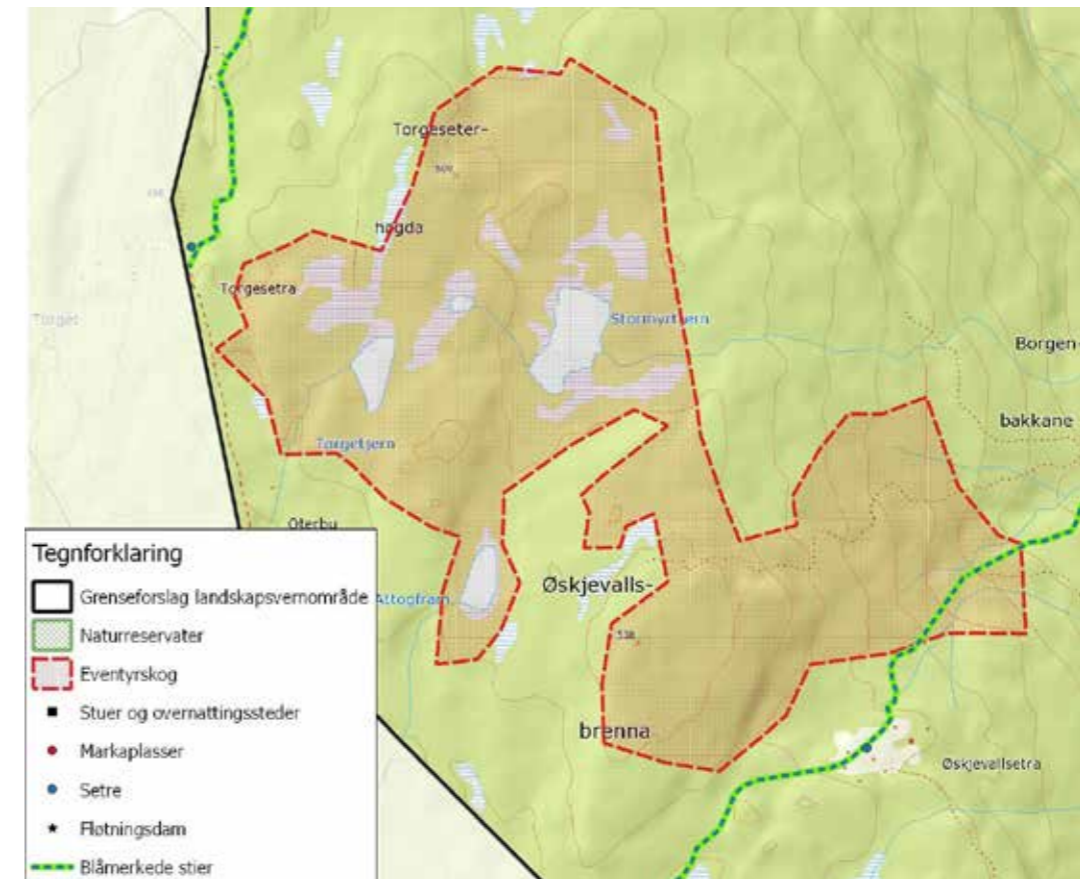 Torgeseter-
høgda
Torgesetra
Torget
Stormyrtjern
Borgen-
bakkane
Torgetjern
Oterbu
Attogfram
Øskjevalls-
538
brenna
Øskjevallsetra
Tegnforklaring
Grenseforslag landskapsvernområde
Naturreservater
Eventyrskog
Stuer og overnattingssteder
Markaplasser
Setre
Fløtningsdam
Blåmerkede stier